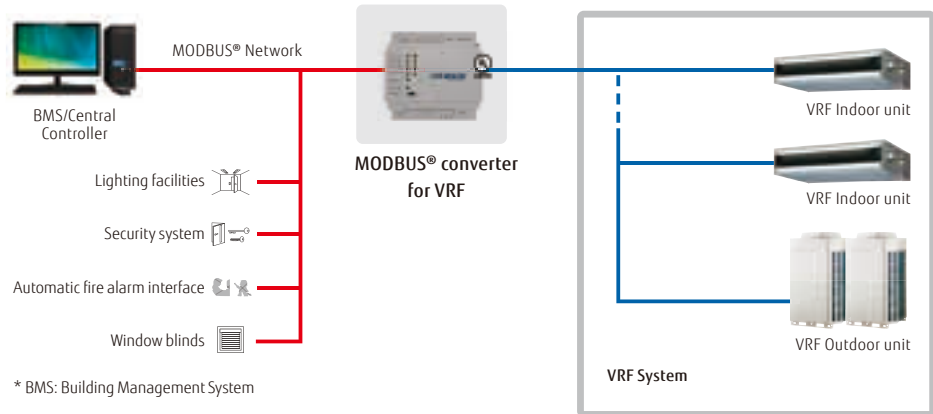 MODBUS® Network
BMS/Central
Controller
MODBUS® converter
for VRF
VRF Indoor unit
VRF Indoor unit
Lighting facilities
Security system
Automatic fire alarm interface
Window blinds
VRF Outdoor unit
VRF System
* BMS: Building Management System